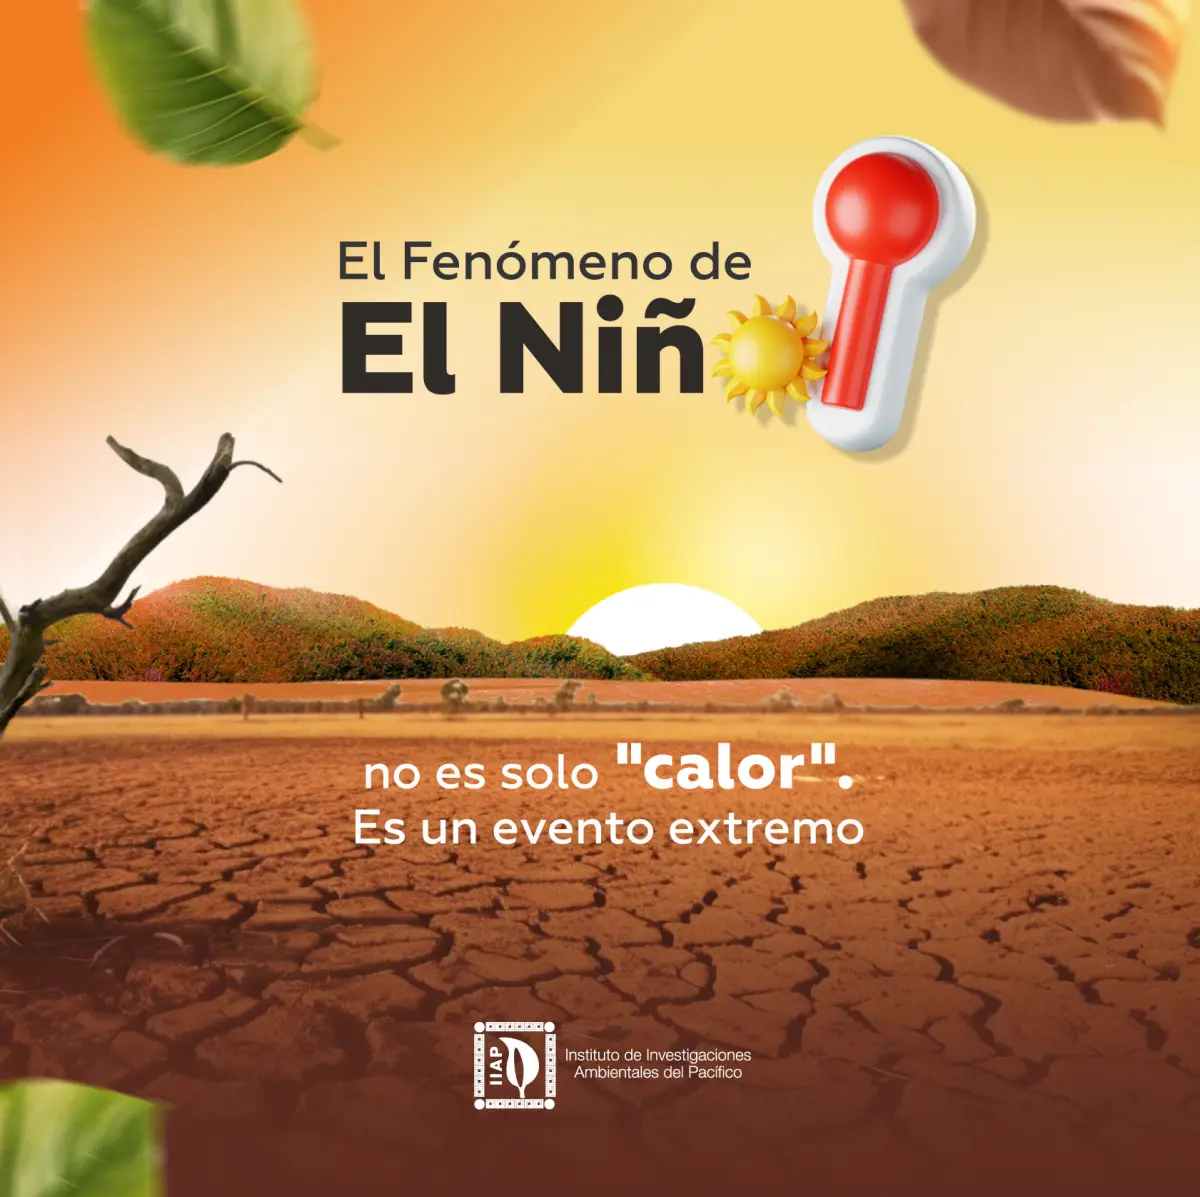 El Fenómeno de
El Niño
no es solo "calor".
Es un evento extremo
IIAP
Instituto de Investigaciones
Ambientales del Pacífico